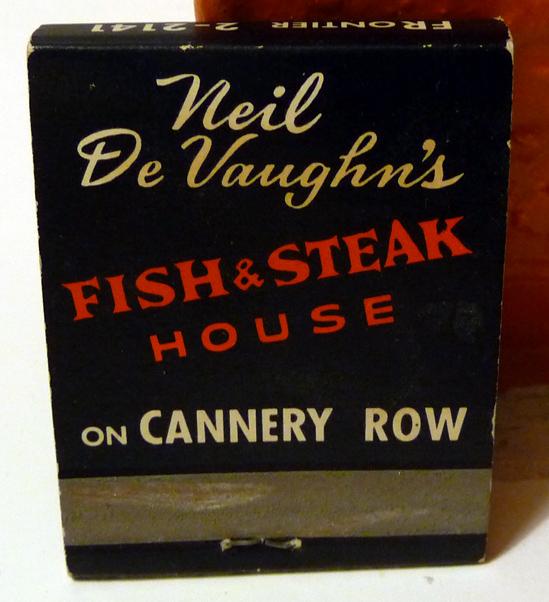 FRontier 2-2141
Neil
De Vaughn's
FISH & STEAK
HOUSE
ON CANNERY ROW